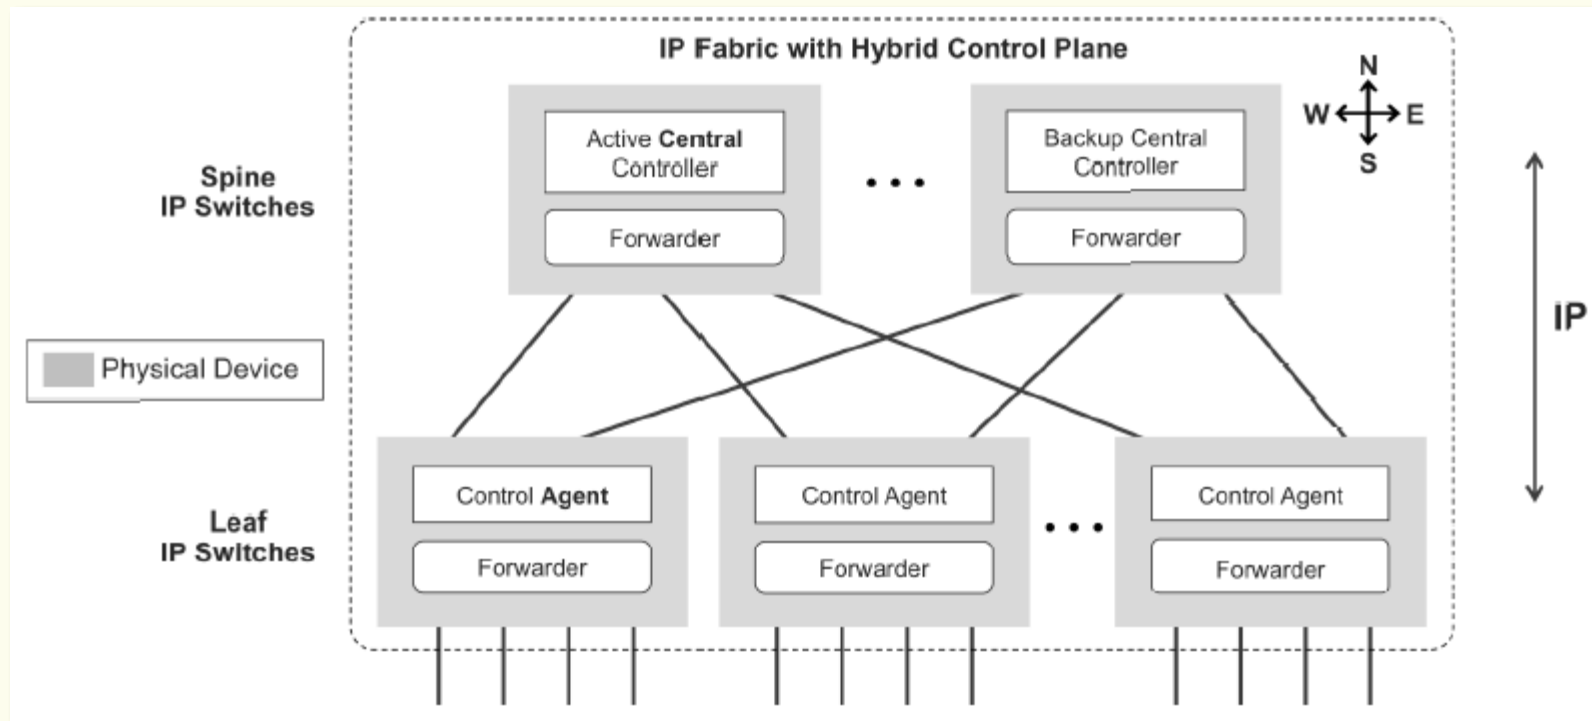 IP Fabric with Hybrid Control Plane
N
W E
S
Active Central
Controller
Backup Central
Controller
Spine
IP Switches
Forwarder
Forwarder
IP
Physical Device
Control Agent
Control Agent
Control Agent
Leaf
IP Switches
Forwarder
Forwarder
Forwarder